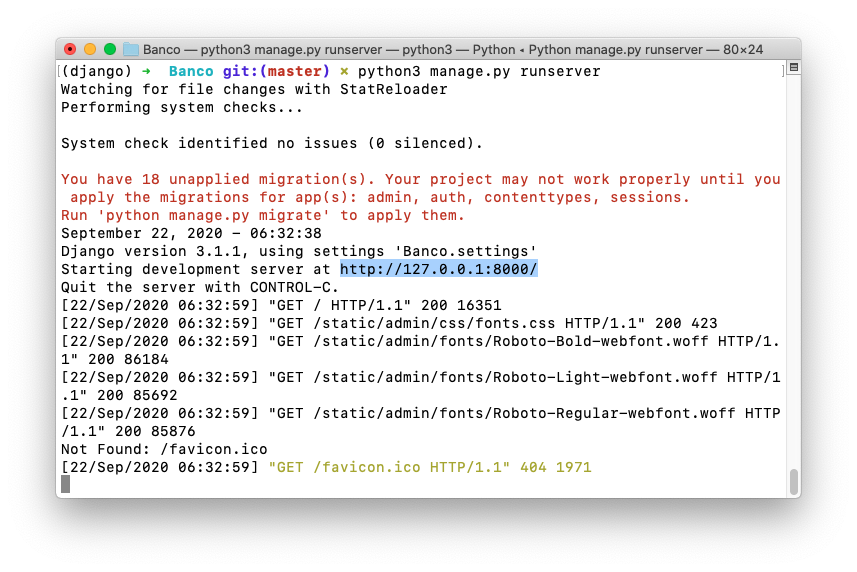 Banco — python3 manage.py runserver — python3 — Python ◂ Python manage.py runserver — 80×24
[(django) ➜  Banco git:(master) ✗ python3 manage.py runserver ]
Watching for file changes with StatReloader
Performing system checks...
System check identified no issues (0 silenced).
You have 18 unapplied migration(s). Your project may not work properly until you
 apply the migrations for app(s): admin, auth, contenttypes, sessions.
Run 'python manage.py migrate' to apply them.
September 22, 2020 - 06:32:38
Django version 3.1.1, using settings 'Banco.settings'
Starting development server at http://127.0.0.1:8000/
Quit the server with CONTROL-C.
[22/Sep/2020 06:32:59] "GET / HTTP/1.1" 200 16351
[22/Sep/2020 06:32:59] "GET /static/admin/css/fonts.css HTTP/1.1" 200 423
[22/Sep/2020 06:32:59] "GET /static/admin/fonts/Roboto-Bold-webfont.woff HTTP/1.
1" 200 86184
[22/Sep/2020 06:32:59] "GET /static/admin/fonts/Roboto-Light-webfont.woff HTTP/1
.1" 200 85692
[22/Sep/2020 06:32:59] "GET /static/admin/fonts/Roboto-Regular-webfont.woff HTTP
/1.1" 200 85876
Not Found: /favicon.ico
[22/Sep/2020 06:32:59] "GET /favicon.ico HTTP/1.1" 404 1971